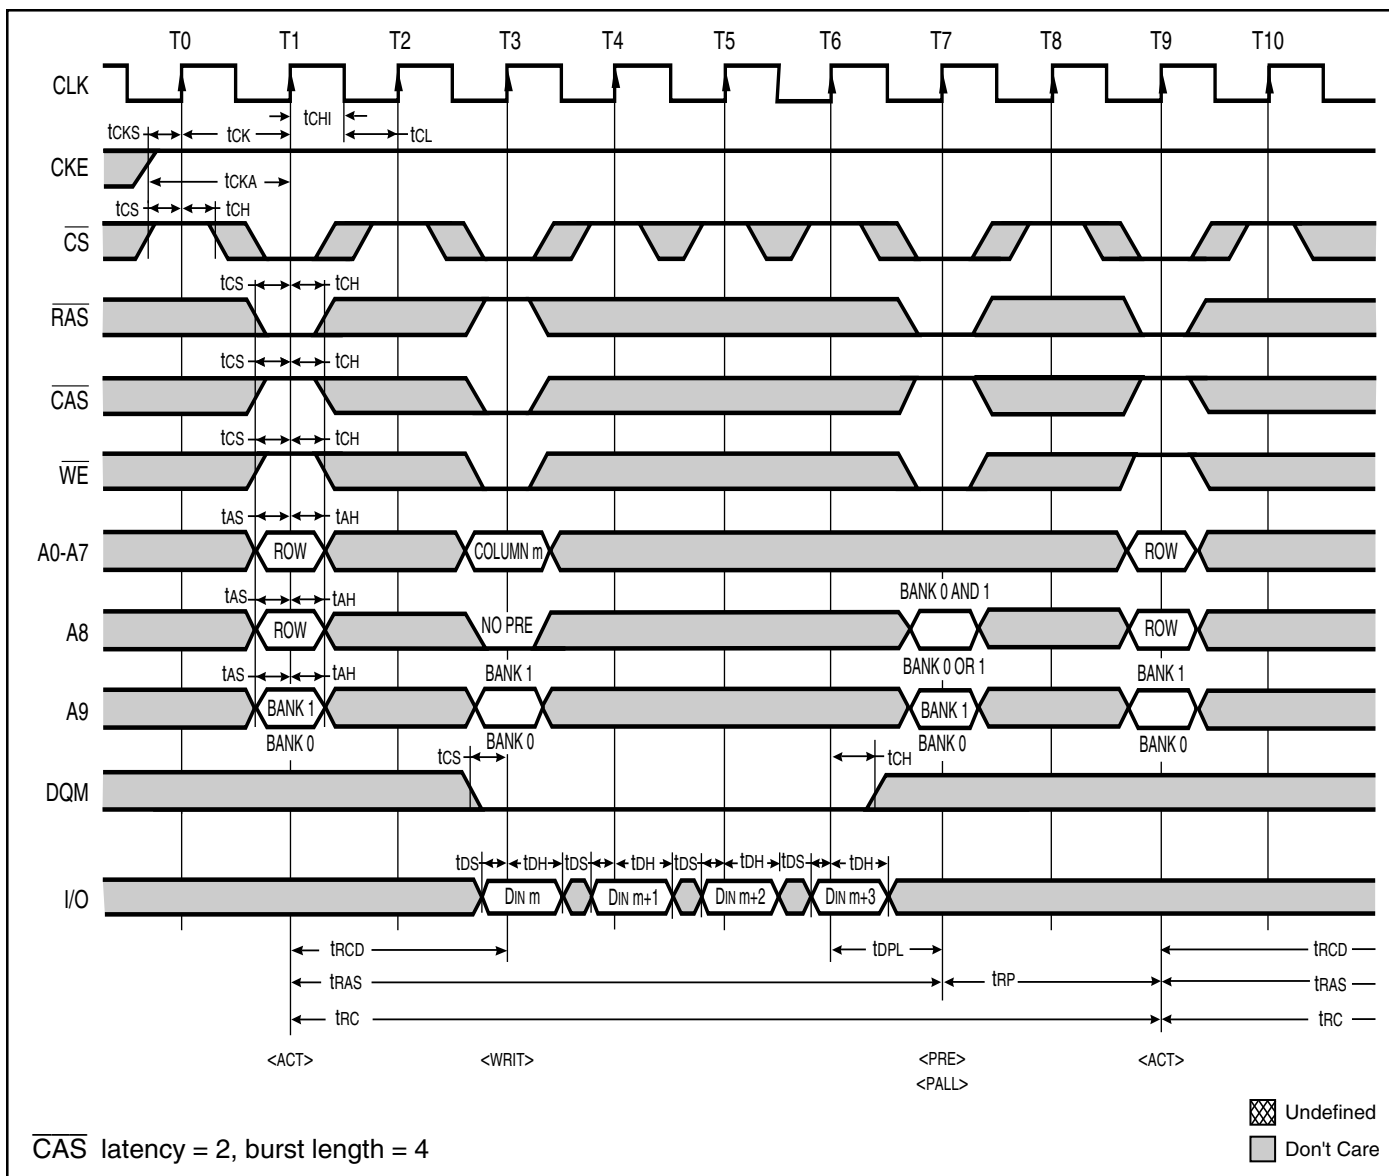 T0 T1 T2 T3 T4 T5 T6 T7 T8 T9 T10
CLK
tCHI
tCKS tCK tCL
CKE
tCKA
tCS tCH
CS
tCS tCH
RAS
tCS tCH
CAS
tCS tCH
WE
tAS tAH
A0-A7 ROW COLUMN m ROW
BANK 0 AND 1
tAS tAH
A8 ROW NO PRE ROW
BANK 0 OR 1
tAS tAH BANK 1 BANK 1
A9 BANK 1 BANK 1
BANK 0 BANK 0 BANK 0 BANK 0
tCS tCH
DQM
tDS tDH tDS tDH tDS tDH tDS tDH
I/O DIN m DIN m+1 DIN m+2 DIN m+3
tRCD tDPL tRCD
tRAS tRP tRAS
tRC tRC
<ACT> <WRIT> <PRE> <ACT>
<PALL>
Undefined
CAS latency = 2, burst length = 4
Don't Care